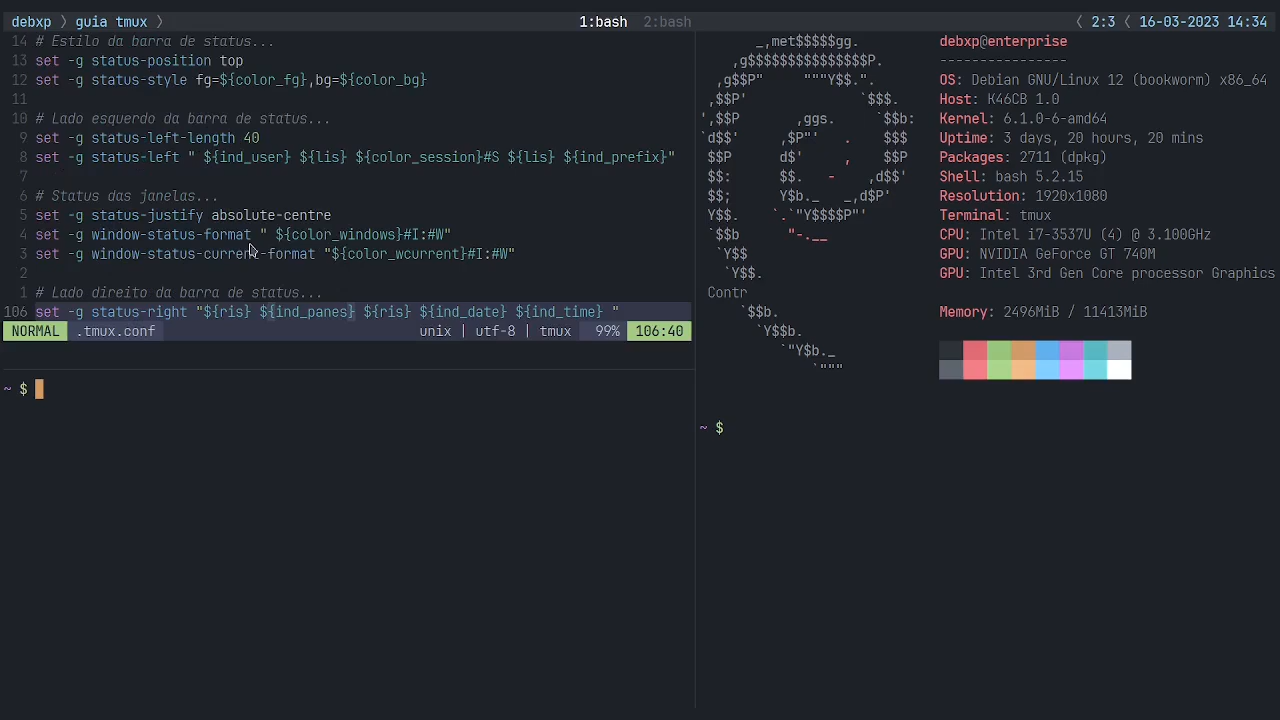 debxp 〉 guia tmux 〉 1:bash 2:bash 〈 2:3 〈 16-03-2023 14:34
14 # Estilo da barra de status...
13 set -g status-position top
12 set -g status-style fg=${color_fg},bg=${color_bg}
11
10 # Lado esquerdo da barra de status...
9 set -g status-left-length 40
8 set -g status-left " ${ind_user} ${lis} ${color_session}#S ${lis} ${ind_prefix}"
7
6 # Status das janelas...
5 set -g status-justify absolute-centre
4 set -g window-status-format " ${color_windows}#I:#W"
3 set -g window-status-current-format "${color_wcurrent}#I:#W"
2
1 # Lado direito da barra de status...
106 set -g status-right "${ris} ${ind_panes} ${ris} ${ind_date} ${ind_time} "
NORMAL .tmux.conf unix | utf-8 | tmux 99% 106:40
~ $
_,met$$$$$gg.
,g$$$$$$$$$$$$$$$P.
,g$$P"     """Y$$.".
,$$P'              `$$$.
',$$P       ,ggs.     `$$b:
`d$$'     ,$P"'   .    $$$
$$P      d$'     ,    $$P
$$:      $$.   -    ,d$$'
$$;      Y$b._   _,d$P'
Y$$.    `.`"Y$$$$P"'
`$$b      "-.__
`Y$$
`Y$$.
`$$b.
`Y$$b.
`"Y$b._
`"""
debxp@enterprise
----------------
OS: Debian GNU/Linux 12 (bookworm) x86_64
Host: K46CB 1.0
Kernel: 6.1.0-6-amd64
Uptime: 3 days, 20 hours, 20 mins
Packages: 2711 (dpkg)
Shell: bash 5.2.15
Resolution: 1920x1080
Terminal: tmux
CPU: Intel i7-3537U (4) @ 3.100GHz
GPU: NVIDIA GeForce GT 740M
GPU: Intel 3rd Gen Core processor Graphics
Contr
Memory: 2496MiB / 11413MiB
~ $